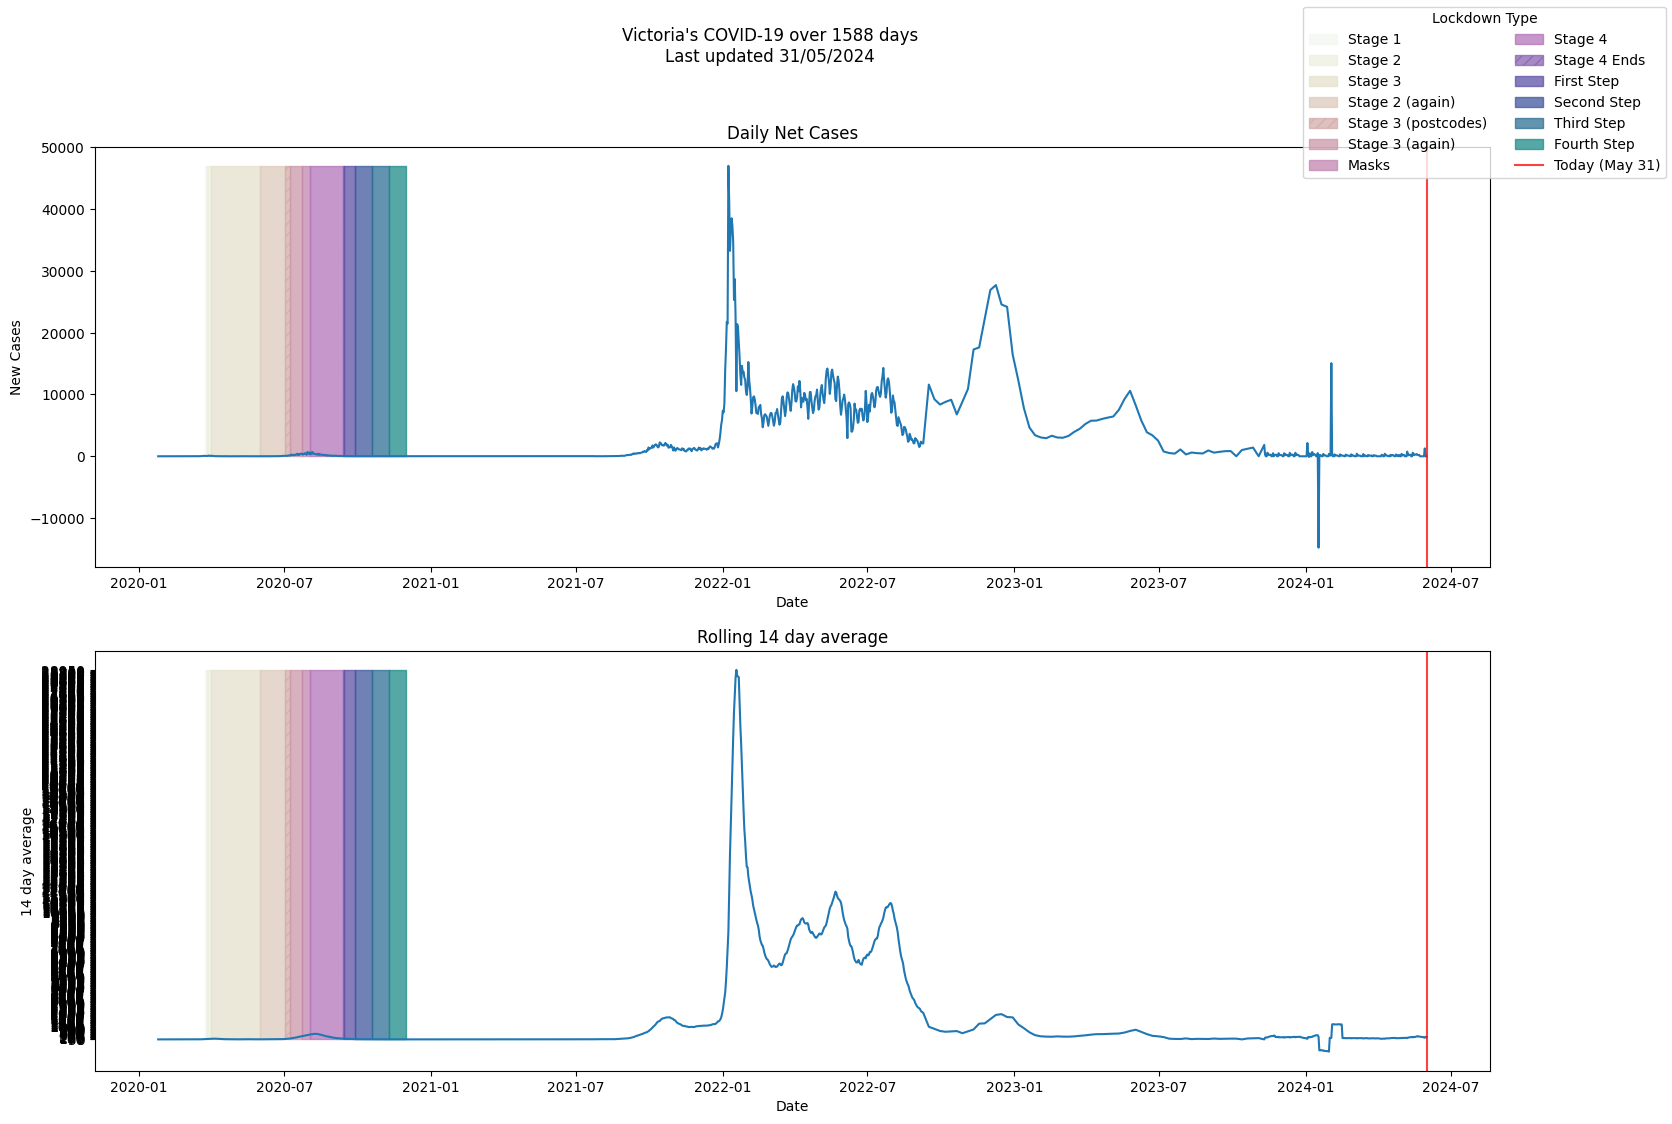 Victoria's COVID-19 over 1588 days
Last updated 31/05/2024
Lockdown Type
Stage 1
Stage 2
Stage 3
Stage 2 (again)
Stage 3 (postcodes)
Stage 3 (again)
Masks
Stage 4
Stage 4 Ends
First Step
Second Step
Third Step
Fourth Step
Today (May 31)
Daily Net Cases
50000
40000
30000
20000
10000
0
−10000
New Cases
2020-01
2020-07
2021-01
2021-07
2022-01
2022-07
2023-01
2023-07
2024-01
2024-07
Date
Rolling 14 day average
14 day average
2020-01
2020-07
2021-01
2021-07
2022-01
2022-07
2023-01
2023-07
2024-01
2024-07
Date